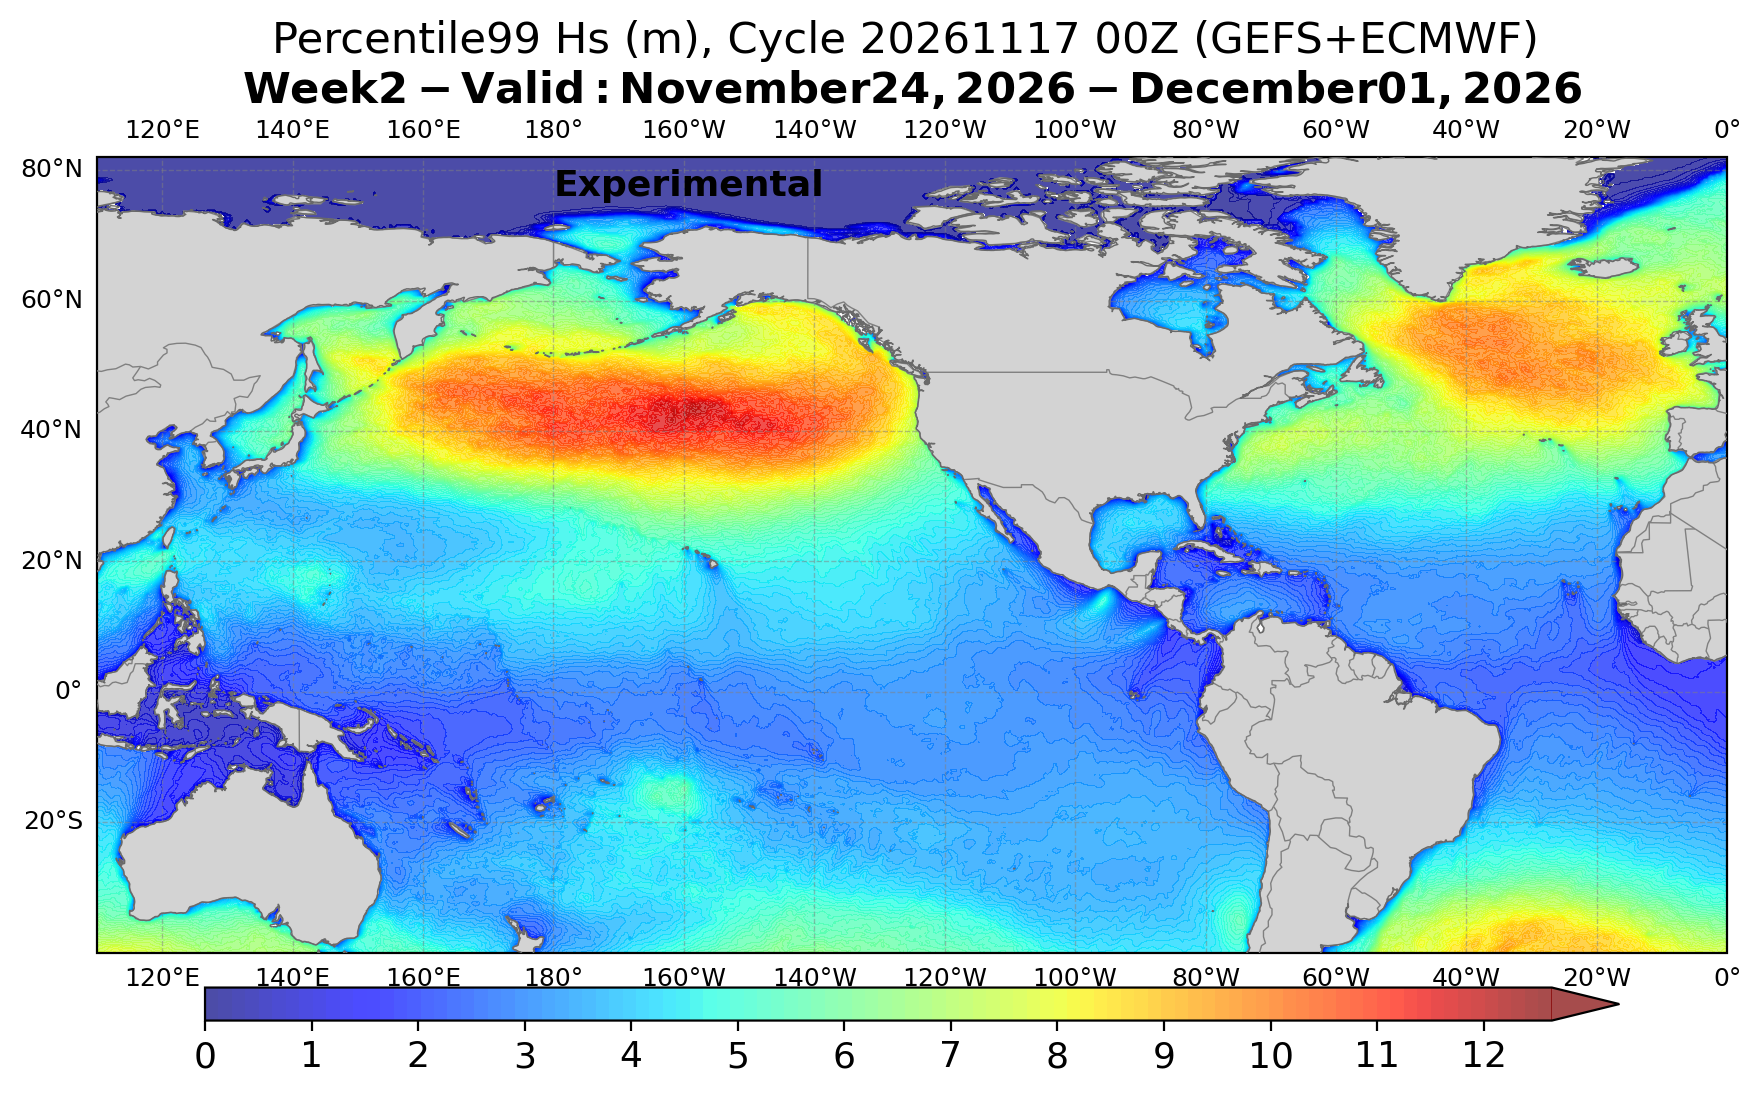 Percentile99 Hs (m), Cycle 20261117 00Z (GEFS+ECMWF)
Week2 − Valid : November24, 2026 − December01, 2026
120°E 140°E 160°E 180° 160°W 140°W 120°W 100°W 80°W 60°W 40°W 20°W 0°
80°N
Experimental
60°N
40°N
20°N
0°
20°S
120°E 140°E 160°E 180° 160°W 140°W 120°W 100°W 80°W 60°W 40°W 20°W 0°
0 1 2 3 4 5 6 7 8 9 10 11 12